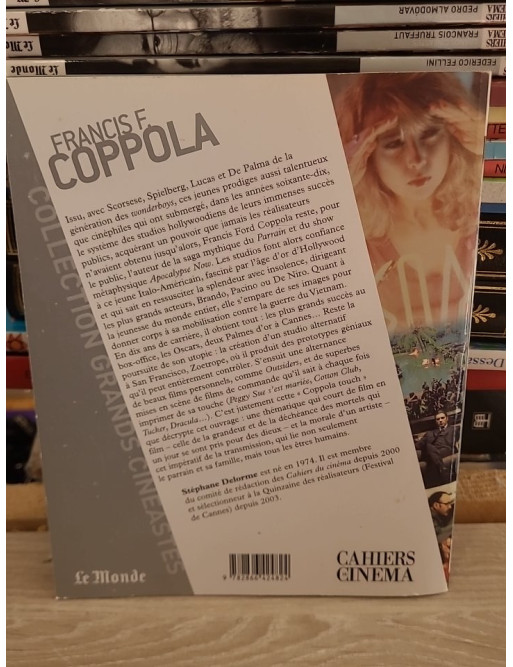 Le Monde
PEDRO ALMODÓVAR
Le Monde
FRANÇOIS TRUFFAUT
Le Monde
FEDERICO FELLINI
FRANCIS F.
COPPOLA
COLLECTION GRANDS CINÉASTES
Issu, avec Scorsese, Spielberg, Lucas et De Palma de la
génération des wonderboys, ces jeunes prodiges aussi talentueux
que cinéphiles qui ont submergé, dans les années soixante-dix,
le système des studios hollywoodiens de leurs immenses succès
publics, acquérant un pouvoir que jamais les réalisateurs
n'avaient obtenu jusqu'alors, Francis Ford Coppola reste, pour
le public, l'auteur de la saga mythique du Parrain et du show
métaphysique Apocalypse Now. Les studios font alors confiance
à ce jeune Italo-Américain, fasciné par l'âge d'or d'Hollywood
et qui sait en ressusciter la splendeur avec insolence, dirigeant
les plus grands acteurs, Brando, Pacino ou De Niro. Quant à
la jeunesse du monde entier, elle s'empare de ses images pour
donner corps à sa mobilisation contre la guerre du Vietnam.
En dix ans de carrière, il obtient tout : les plus grands succès au
box-office, les Oscars, deux Palmes d'or à Cannes... Reste la
poursuite de son utopie : la création d'un studio alternatif
à San Francisco, Zoetrope, où il produit des prototypes géniaux
qu'il peut entièrement contrôler. S'ensuit une alternance
de beaux films personnels, comme Outsiders, et de superbes
mises en scène de films de commande qu'il sait à chaque fois
imprimer de sa touche (Peggy Sue s'est mariée, Cotton Club,
Tucker, Dracula...). C'est justement cette « Coppola touch »
que décrypte cet ouvrage : une thématique qui court de film en
film – celle de la grandeur et de la déchéance des mortels qui
un jour se sont pris pour des dieux – et la morale d'un artiste –
cet impératif de la transmission, qui lie non seulement
le parrain et sa famille, mais tous les êtres humains.
Stéphane Delorme est né en 1974. Il est membre
du comité de rédaction des Cahiers du cinéma depuis 2000
et sélectionneur à la Quinzaine des réalisateurs (Festival
de Cannes) depuis 2003.
Le Monde
9 782866 424824
CAHIERS
CINEMA